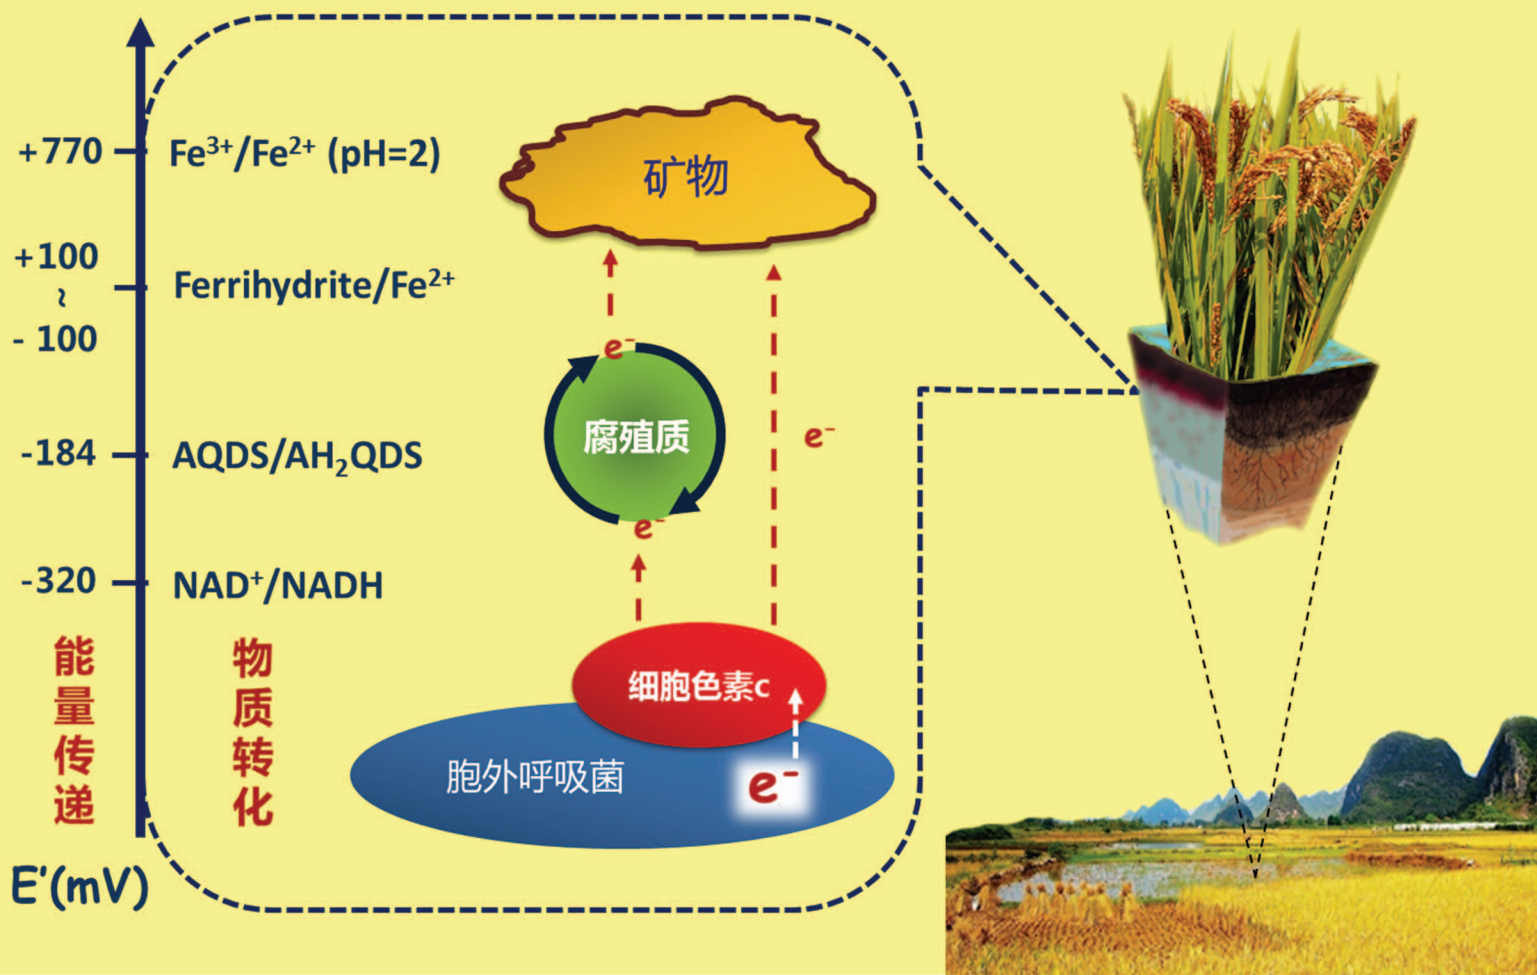 +770
Fe³⁺/Fe²⁺ (pH=2)
矿物
+100
~
- 100
Ferrihydrite/Fe²⁺
e⁻
腐殖质
e⁻
-184
AQDS/AH₂QDS
e⁻
-320
NAD⁺/NADH
能量传递
物质转化
细胞色素c
胞外呼吸菌
e⁻
E'(mV)